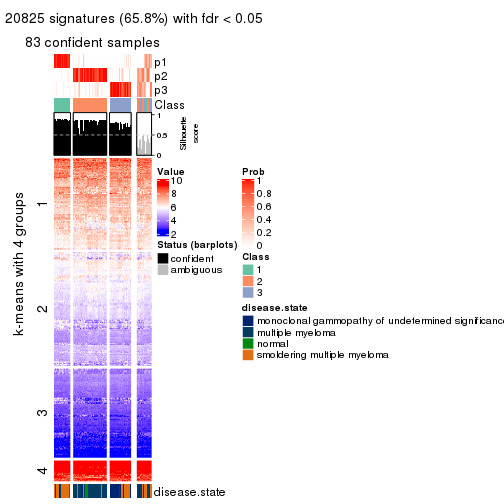 20825 signatures (65.8%) with fdr < 0.05
83 confident samples
p1
p2
p3
Class
1
0.5
0
Silhouette
score
k-means with 4 groups
1
2
3
4
disease.state
Value
10
8
6
4
2
Status (barplots)
confident
ambiguous
Prob
1
0.8
0.6
0.4
0.2
0
Class
1
2
3
disease.state
monoclonal gammopathy of undetermined significance
multiple myeloma
normal
smoldering multiple myeloma